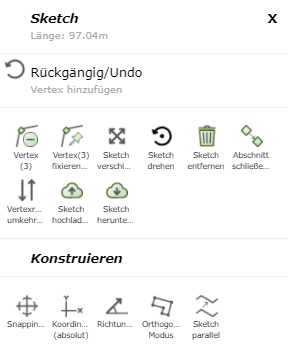 Sketch X
Länge: 97.04m
Rückgängig/Undo
Vertex hinzufügen
Vertex Vertex(3) Sketch Sketch Sketch Abschnitt
(3) fixieren... verschi... drehen entfernen schließe...
Vertexr... Sketch Sketch
umkehr... hochlad... herunte...
Konstruieren
Snappin... Koordin... Richtun... Orthogo... Sketch
(absolut) Modus parallel